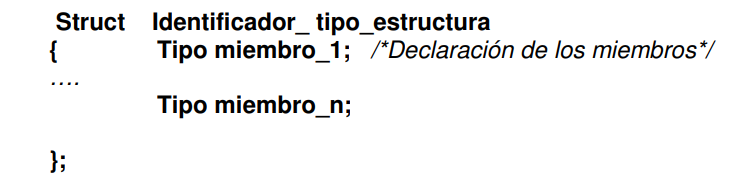 Struct Identificador_ tipo_estructura
{ Tipo miembro_1; /*Declaración de los miembros*/
….
Tipo miembro_n;
};